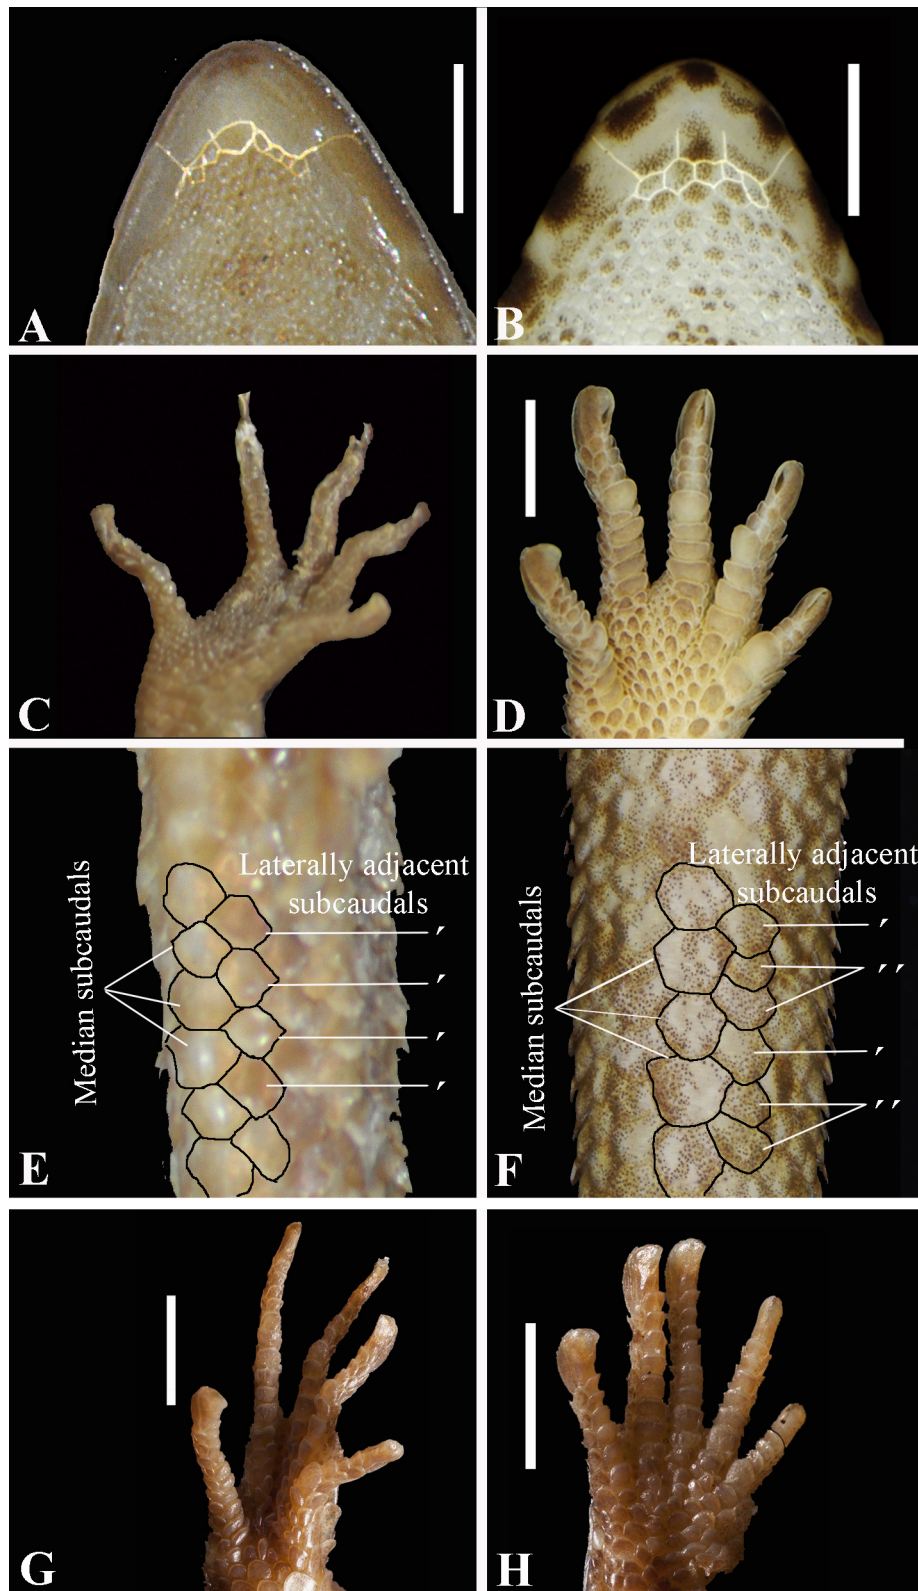 A
B
C
D
Median subcaudals
Laterally adjacent
subcaudals
′
′
′
′
E
Median subcaudals
Laterally adjacent
subcaudals
′
′′
′
′′
F
G
H